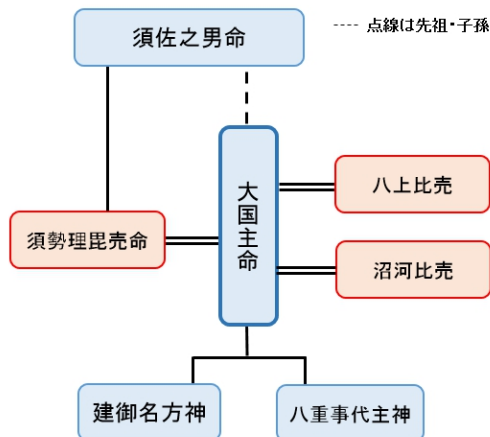 須佐之男命
---- 点線は先祖・子孫
大国主命
八上比売
須勢理毘売命
沼河比売
建御名方神
八重事代主神